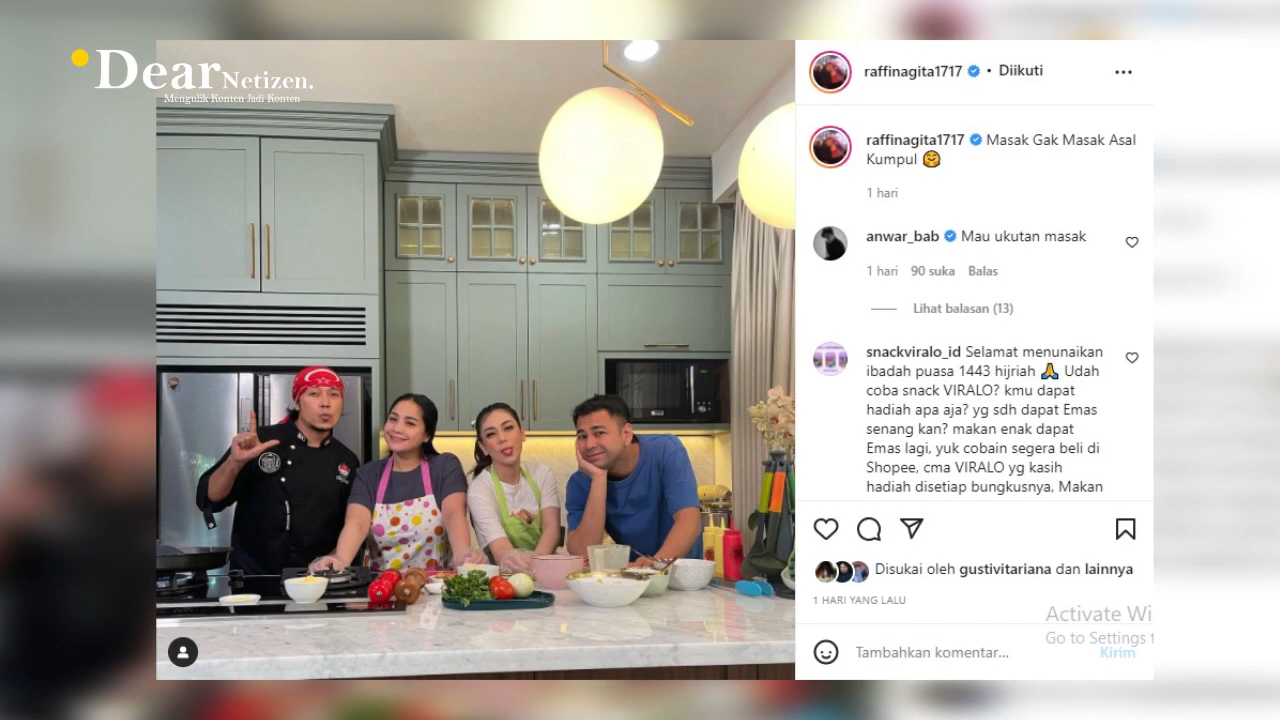 Dear Netizen.
Mengulik Konten Jadi Konten
raffinagita1717 • Diikuti
raffinagita1717 Masak Gak Masak Asal
Kumpul 🤗
1 hari
anwar_bab Mau ukutan masak
1 hari 90 suka Balas
Lihat balasan (13)
snackviralo_id Selamat menunaikan
ibadah puasa 1443 hijriah 🙏 Udah
coba snack VIRALO? kmu dapat
hadiah apa aja? yg sdh dapat Emas
senang kan? makan enak dapat
Emas lagi, yuk cobain segera beli di
Shopee, cma VIRALO yg kasih
hadiah disetiap bungkusnya, Makan
Disukai oleh gustivitariana dan lainnya
1 HARI YANG LALU
Activate Wi
Go to Settings t
Tambahkan komentar...
Kirim